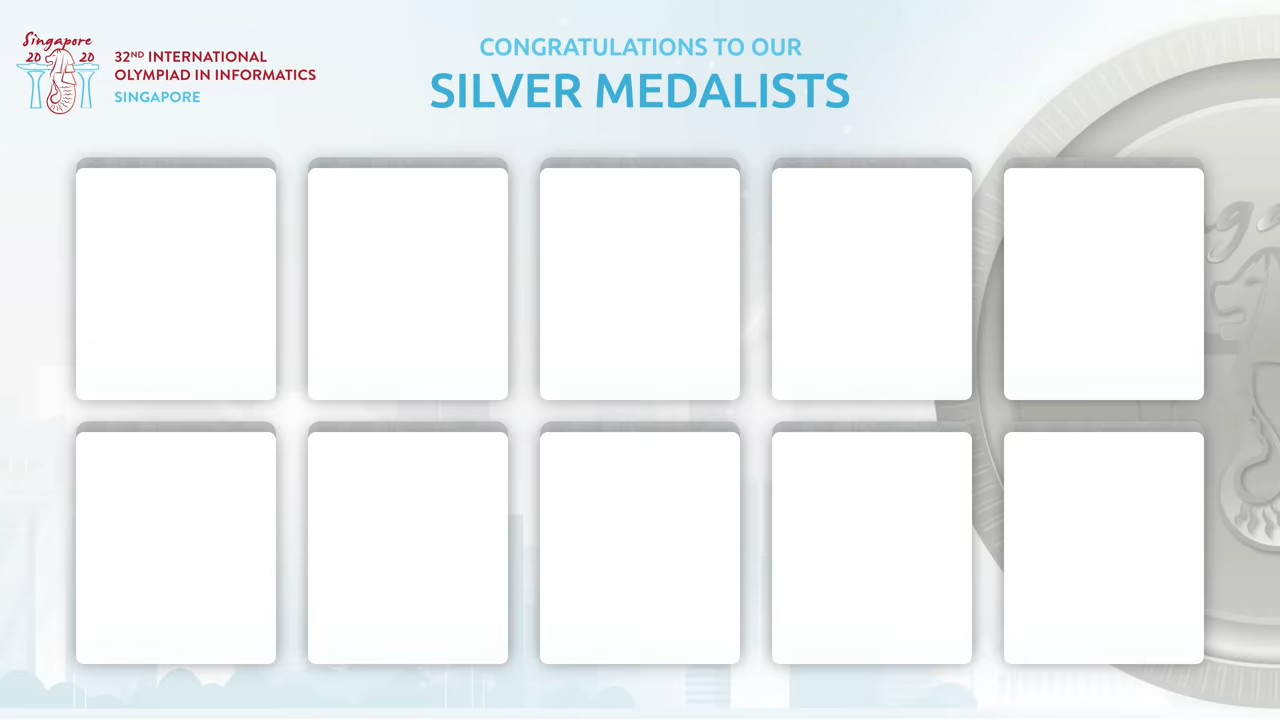 Singapore
20 20
32ND INTERNATIONAL
OLYMPIAD IN INFORMATICS
SINGAPORE
CONGRATULATIONS TO OUR
SILVER MEDALISTS